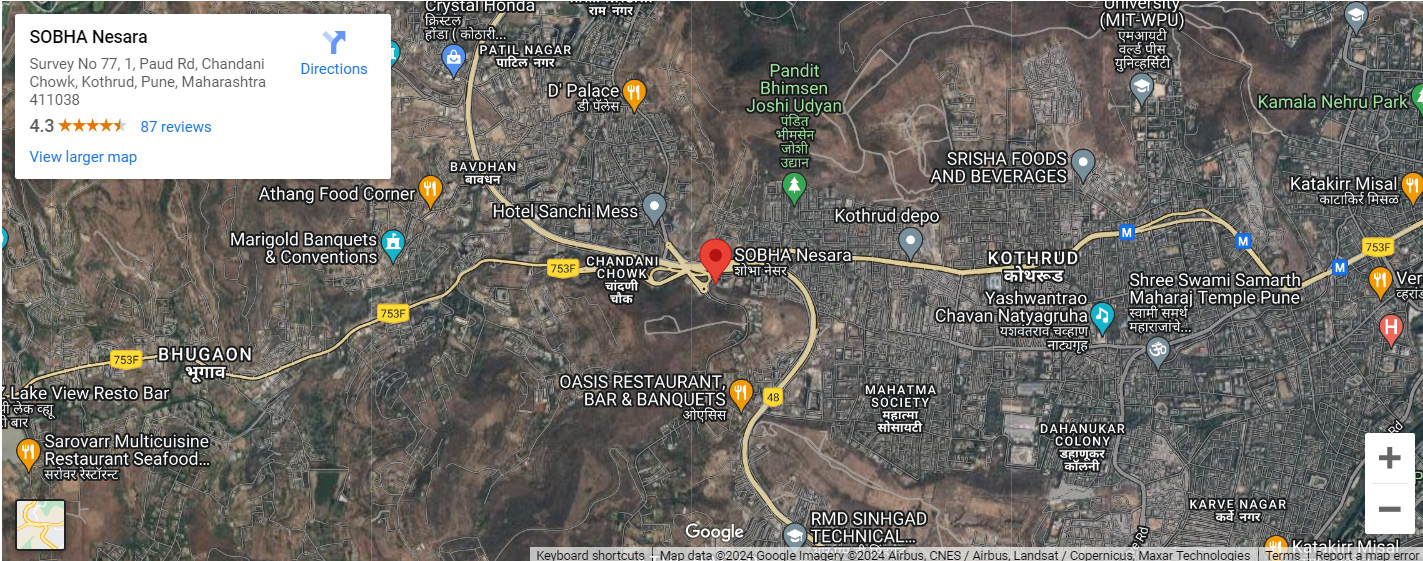 SOBHA Nesara
Survey No 77, 1, Paud Rd, Chandani
Chowk, Kothrud, Pune, Maharashtra
411038
Directions
4.3
87 reviews
View larger map
Crystal Honda
क्रिस्टल
होंडा ( कोठारी...
राम नगर
PATIL NAGAR
पाटिल नगर
D' Palace
डी पॅलेस
Pandit
Bhimsen
Joshi Udyan
पंडित
भीमसेन
जोशी
उद्यान
University
(MIT-WPU)
एमआयटी
वर्ल्ड पीस
युनिव्हर्सिटी
Kamala Nehru Park
BAVDHAN
बावधन
SRISHA FOODS
AND BEVERAGES
Athang Food Corner
Katakirr Misal
काटाकिर्र मिसळ
Hotel Sanchi Mess
Kothrud depo
Marigold Banquets
& Conventions
M
M
M
753F
CHANDANI
CHOWK
चांदणी
चौक
SOBHA Nesara
शोभा नेसर
KOTHRUD
कोथरूड
753F
753F
Shree Swami Samarth
Maharaj Temple Pune
स्वामी समर्थ
महाराजांचे...
Yashwantrao
Chavan Natyagruha
यशवंतराव चव्हाण
नाट्यगृह
Ver
H
753F
BHUGAON
भूगाव
Z Lake View Resto Bar
ी लेक व्ह्यू
ो बार
OASIS RESTAURANT,
BAR & BANQUETS
ओएसिस
48
MAHATMA
SOCIETY
महात्मा
सोसायटी
DAHANUKAR
COLONY
डहाणूकर
कॉलनी
Rd
Sarovarr Multicuisine
Restaurant Seafood...
सरोवर रेस्टॉरन्ट
KARVE NAGAR
कर्वे नगर
RMD SINHGAD
TECHNICAL...
Rd
Katakirr Misal
Google
Keyboard shortcuts
Map data ©2024 Google Imagery ©2024 Airbus, CNES / Airbus, Landsat / Copernicus, Maxar Technologies
Terms
Report a map error